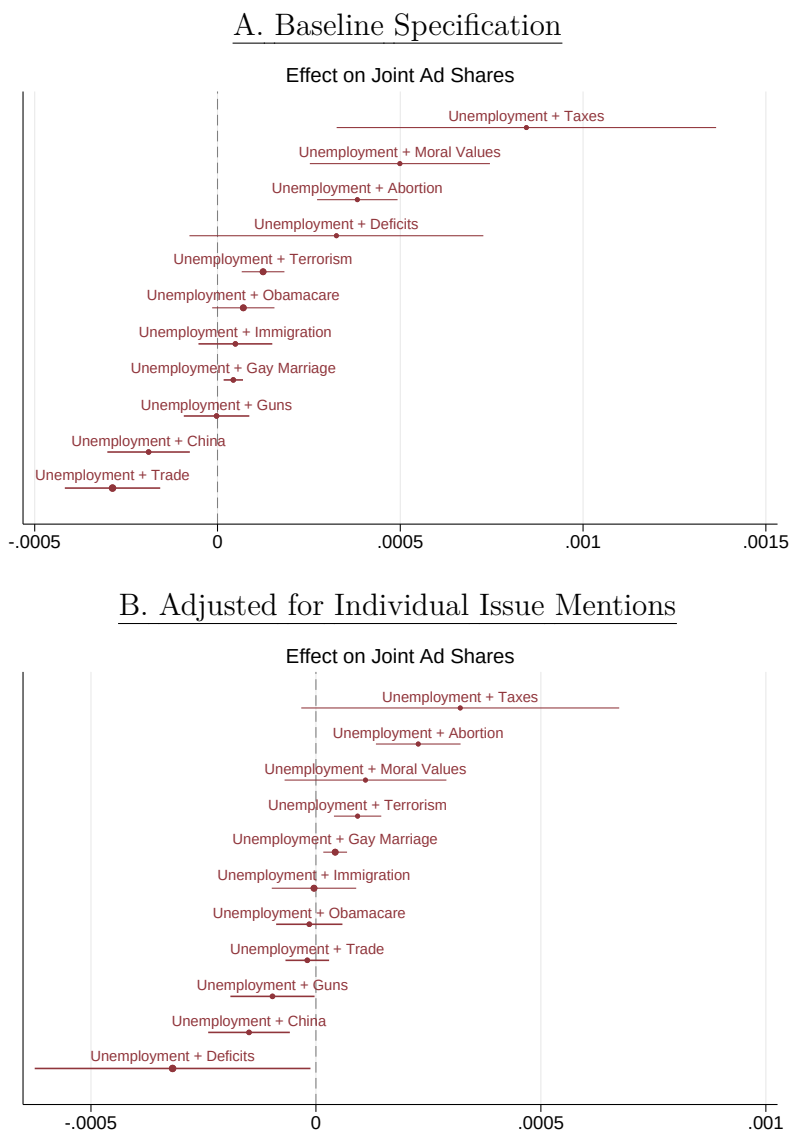 A. Baseline Specification
Effect on Joint Ad Shares
Unemployment + Taxes
Unemployment + Moral Values
Unemployment + Abortion
Unemployment + Deficits
Unemployment + Terrorism
Unemployment + Obamacare
Unemployment + Immigration
Unemployment + Gay Marriage
Unemployment + Guns
Unemployment + China
Unemployment + Trade
-.0005 0 .0005 .001 .0015
B. Adjusted for Individual Issue Mentions
Effect on Joint Ad Shares
Unemployment + Taxes
Unemployment + Abortion
Unemployment + Moral Values
Unemployment + Terrorism
Unemployment + Gay Marriage
Unemployment + Immigration
Unemployment + Obamacare
Unemployment + Trade
Unemployment + Guns
Unemployment + China
Unemployment + Deficits
-.0005 0 .0005 .001